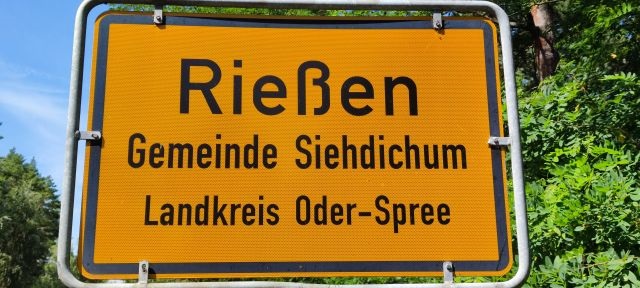 Rießen
Gemeinde Siehdichum
Landkreis Oder-Spree